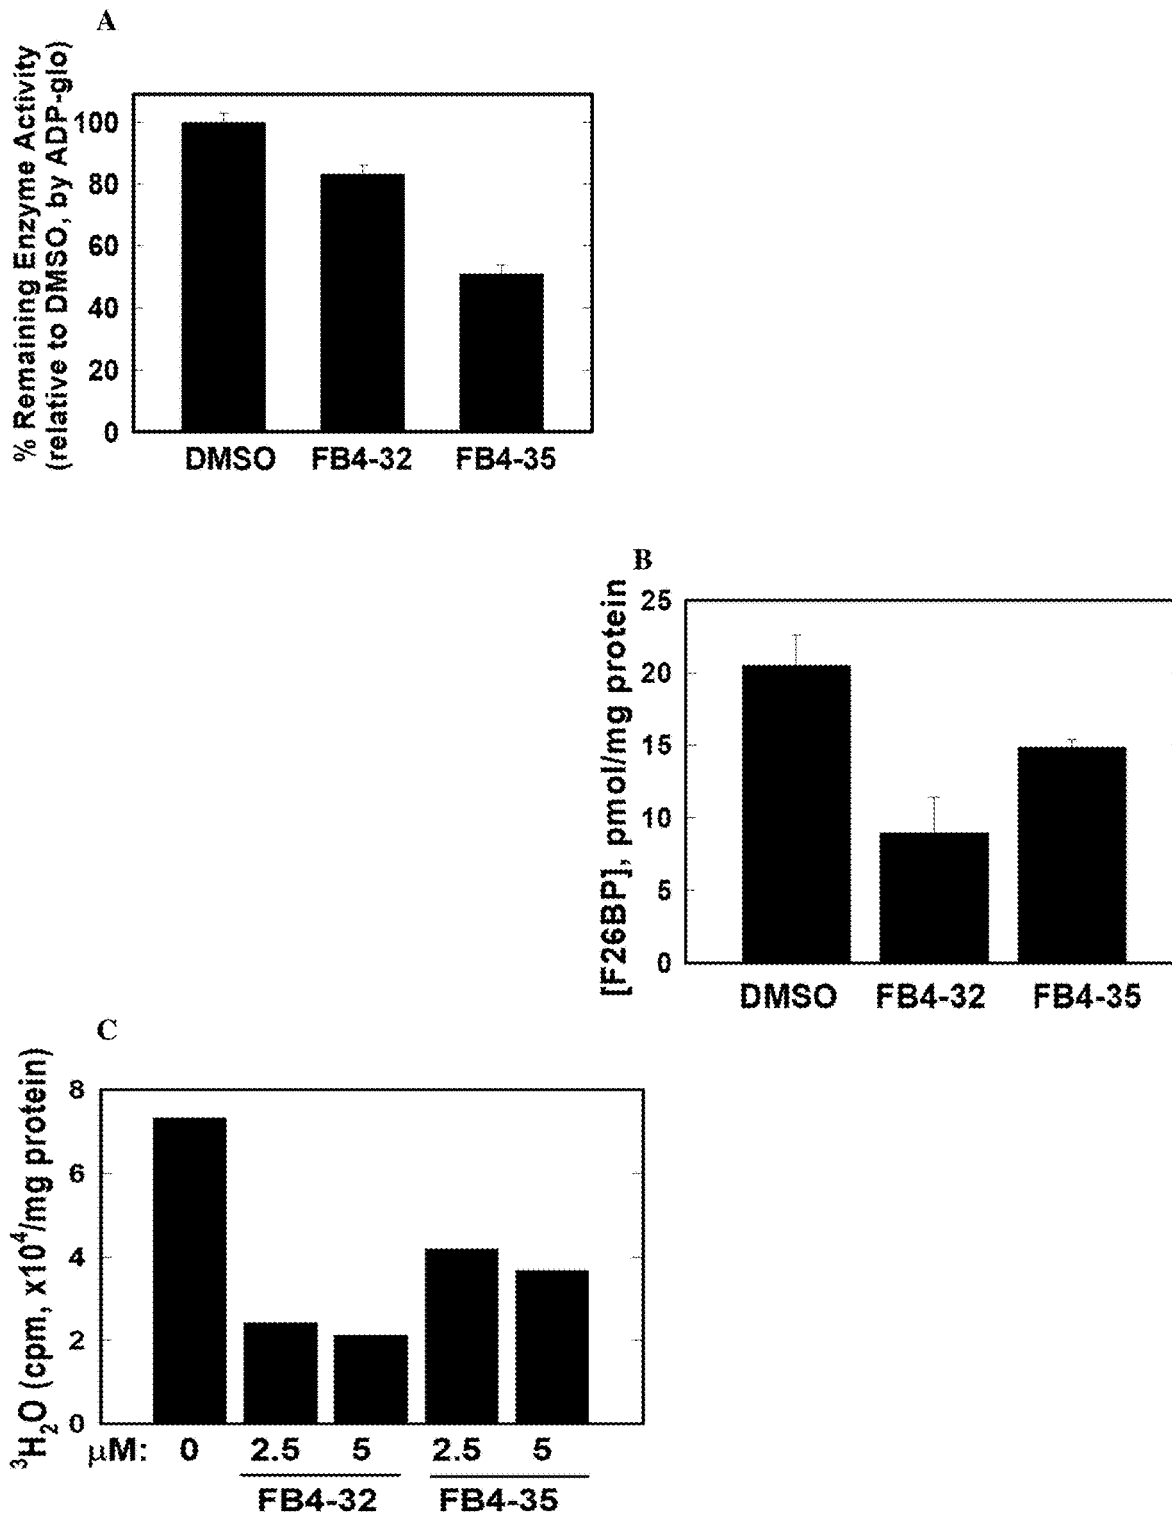 A
% Remaining Enzyme Activity
(relative to DMSO, by ADP-glo)
100
80
60
40
20
0
DMSO FB4-32 FB4-35
B
[F26BP], pmol/mg protein
25
20
15
10
5
0
DMSO FB4-32 FB4-35
C
³H₂O (cpm, x10⁴/mg protein)
8
6
4
2
0
µM: 0 2.5 5 2.5 5
FB4-32 FB4-35